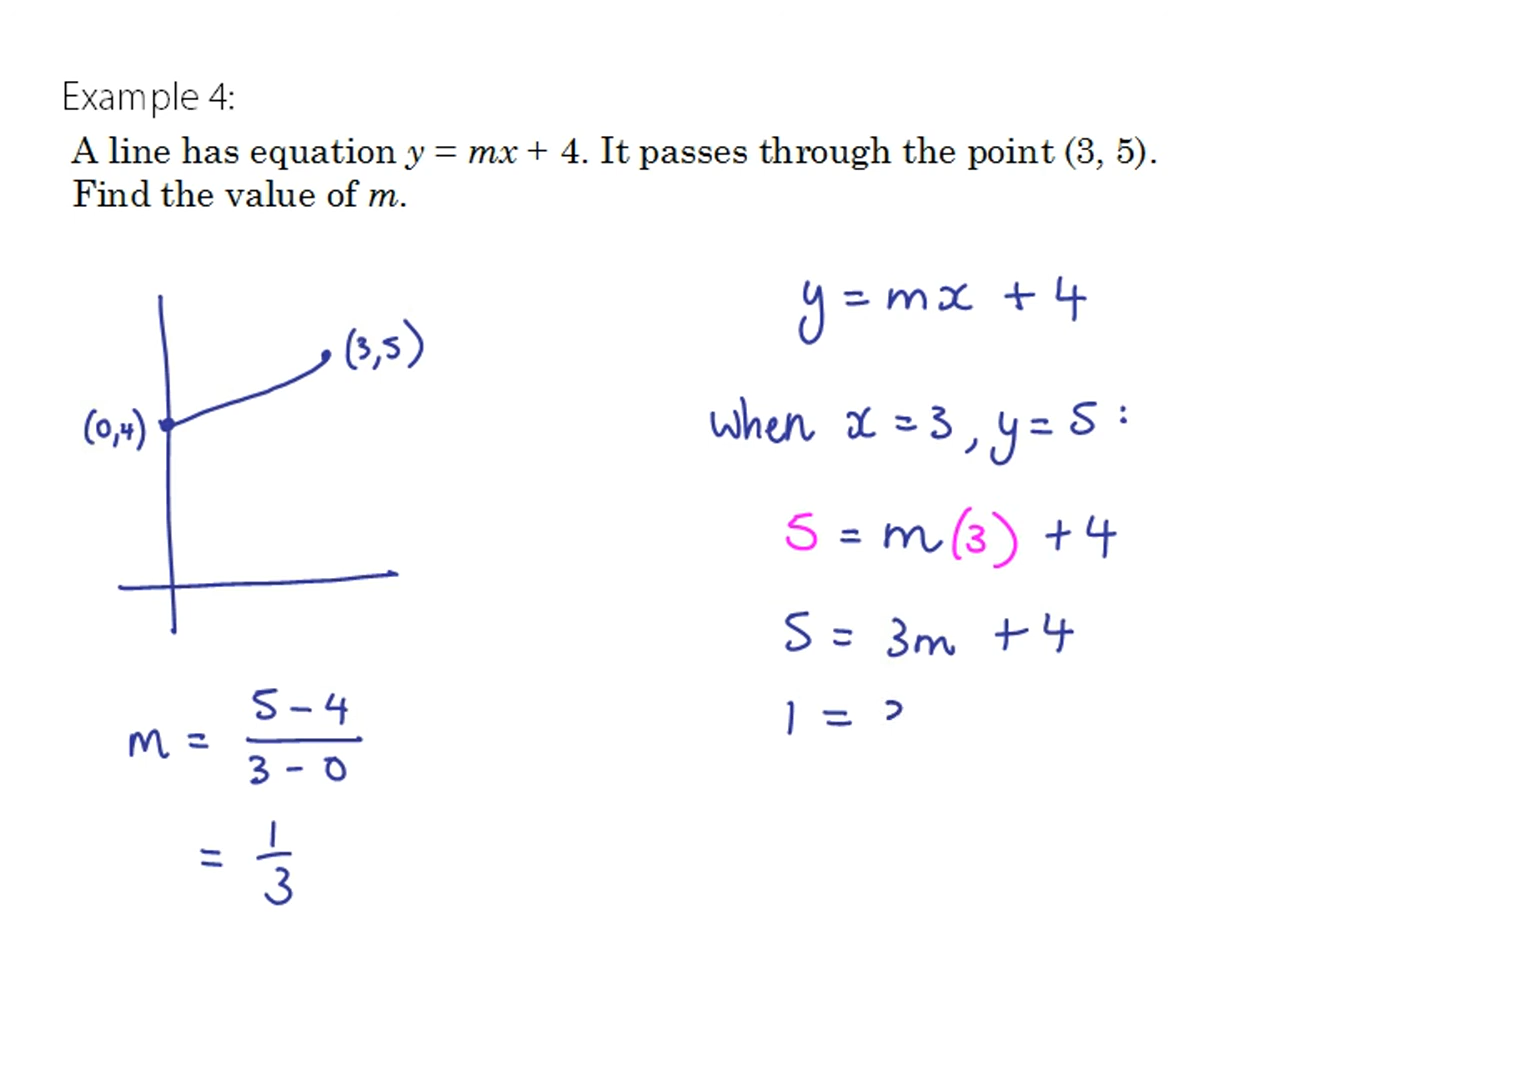 Example 4:
A line has equation y = mx + 4. It passes through the point (3, 5).
Find the value of m.
(3,5)
(0,4)
m = 5 - 4 / 3 - 0
= 1/3
y = mx + 4
when x = 3, y = 5 :
5 = m(3) + 4
5 = 3m + 4
1 =